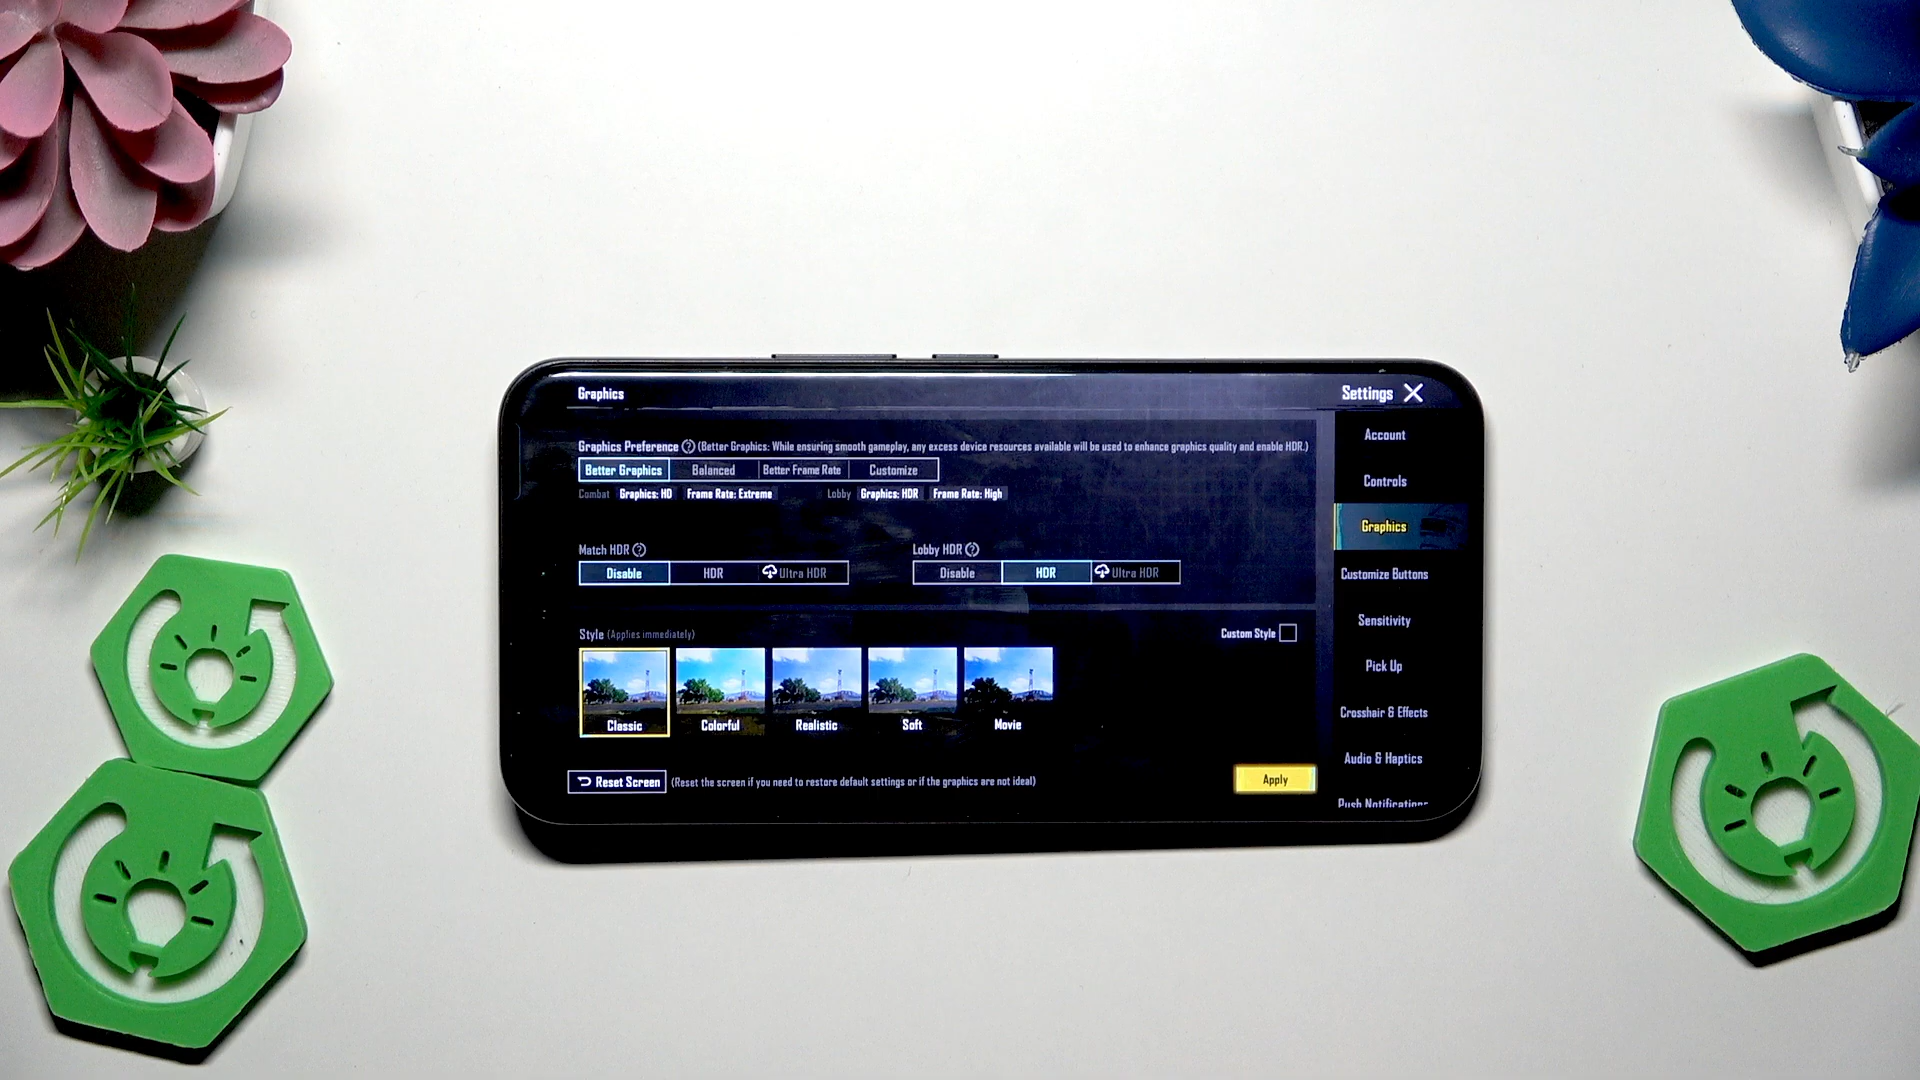 Graphics
Settings
Graphics Preference (?) (Better Graphics: While ensuring smooth gameplay, any excess device resources available will be used to enhance graphics quality and enable HDR.)
Better Graphics Balanced Better Frame Rate Customize
Combat Graphics: HD Frame Rate: Extreme Lobby Graphics: HDR Frame Rate: High
Match HDR (?) Lobby HDR (?)
Disable HDR Ultra HDR Disable HDR Ultra HDR
Style (Applies immediately) Custom Style
Classic Colorful Realistic Soft Movie
Reset Screen (Reset the screen if you need to restore default settings or if the graphics are not ideal) Apply
Account
Controls
Graphics
Customize Buttons
Sensitivity
Pick Up
Crosshair & Effects
Audio & Haptics
Push Notifications